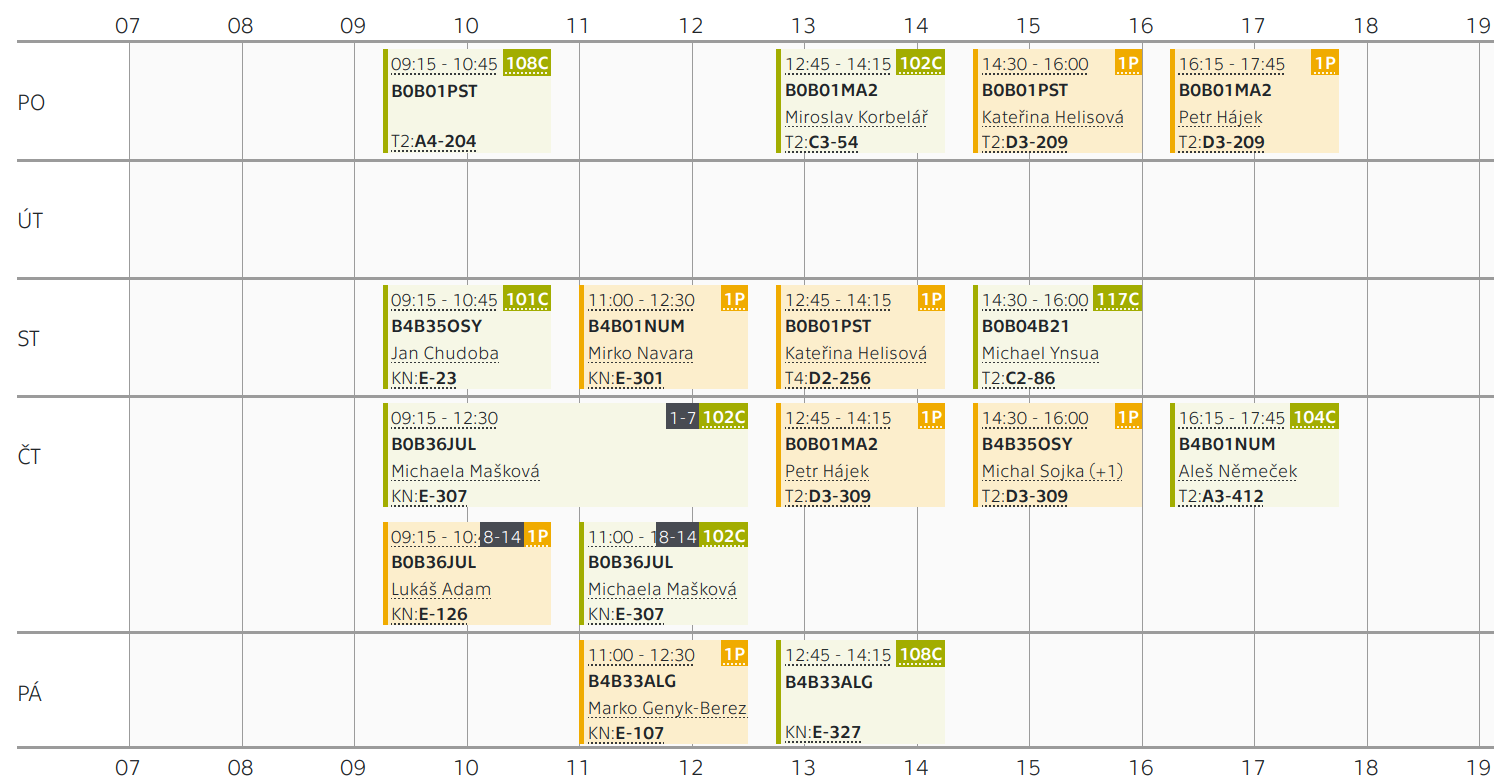 07 08 09 10 11 12 13 14 15 16 17 18 19
PO
09:15 - 10:45 108C
B0B01PST
T2:A4-204
12:45 - 14:15 102C
B0B01MA2
Miroslav Korbelář
T2:C3-54
14:30 - 16:00 1P
B0B01PST
Kateřina Helisová
T2:D3-209
16:15 - 17:45 1P
B0B01MA2
Petr Hájek
T2:D3-209
ÚT
ST
09:15 - 10:45 101C
B4B35OSY
Jan Chudoba
KN:E-23
11:00 - 12:30 1P
B4B01NUM
Mirko Navara
KN:E-301
12:45 - 14:15 1P
B0B01PST
Kateřina Helisová
T4:D2-256
14:30 - 16:00 117C
B0B04B21
Michael Ynsua
T2:C2-86
ČT
09:15 - 12:30 1-7 102C
B0B36JUL
Michaela Mašková
KN:E-307
12:45 - 14:15 1P
B0B01MA2
Petr Hájek
T2:D3-309
14:30 - 16:00 1P
B4B35OSY
Michal Sojka (+1)
T2:D3-309
16:15 - 17:45 104C
B4B01NUM
Aleš Němeček
T2:A3-412
09:15 - 10: 8-14 1P
B0B36JUL
Lukáš Adam
KN:E-126
11:00 - 1 8-14 102C
B0B36JUL
Michaela Mašková
KN:E-307
PÁ
11:00 - 12:30 1P
B4B33ALG
Marko Genyk-Berez
KN:E-107
12:45 - 14:15 108C
B4B33ALG
KN:E-327
07 08 09 10 11 12 13 14 15 16 17 18 19